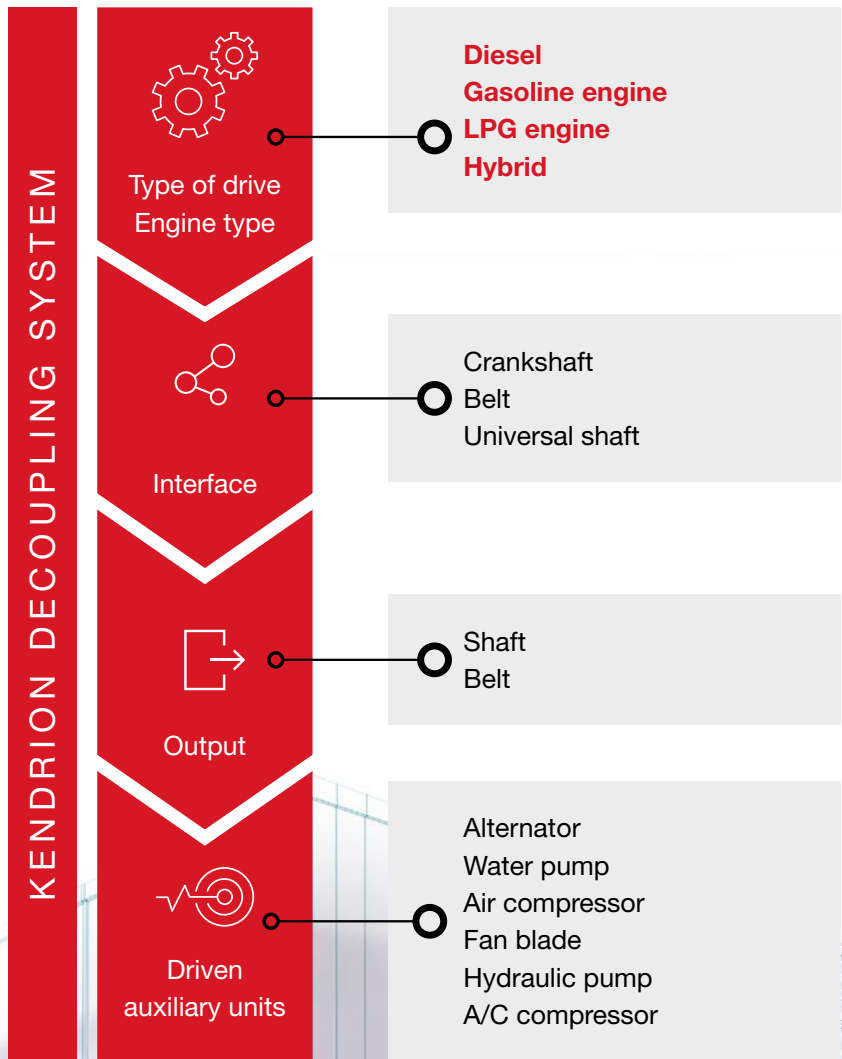 KENDRION DECOUPLING SYSTEM
Type of drive
Engine type
Diesel
Gasoline engine
LPG engine
Hybrid
Interface
Crankshaft
Belt
Universal shaft
Output
Shaft
Belt
Driven
auxiliary units
Alternator
Water pump
Air compressor
Fan blade
Hydraulic pump
A/C compressor